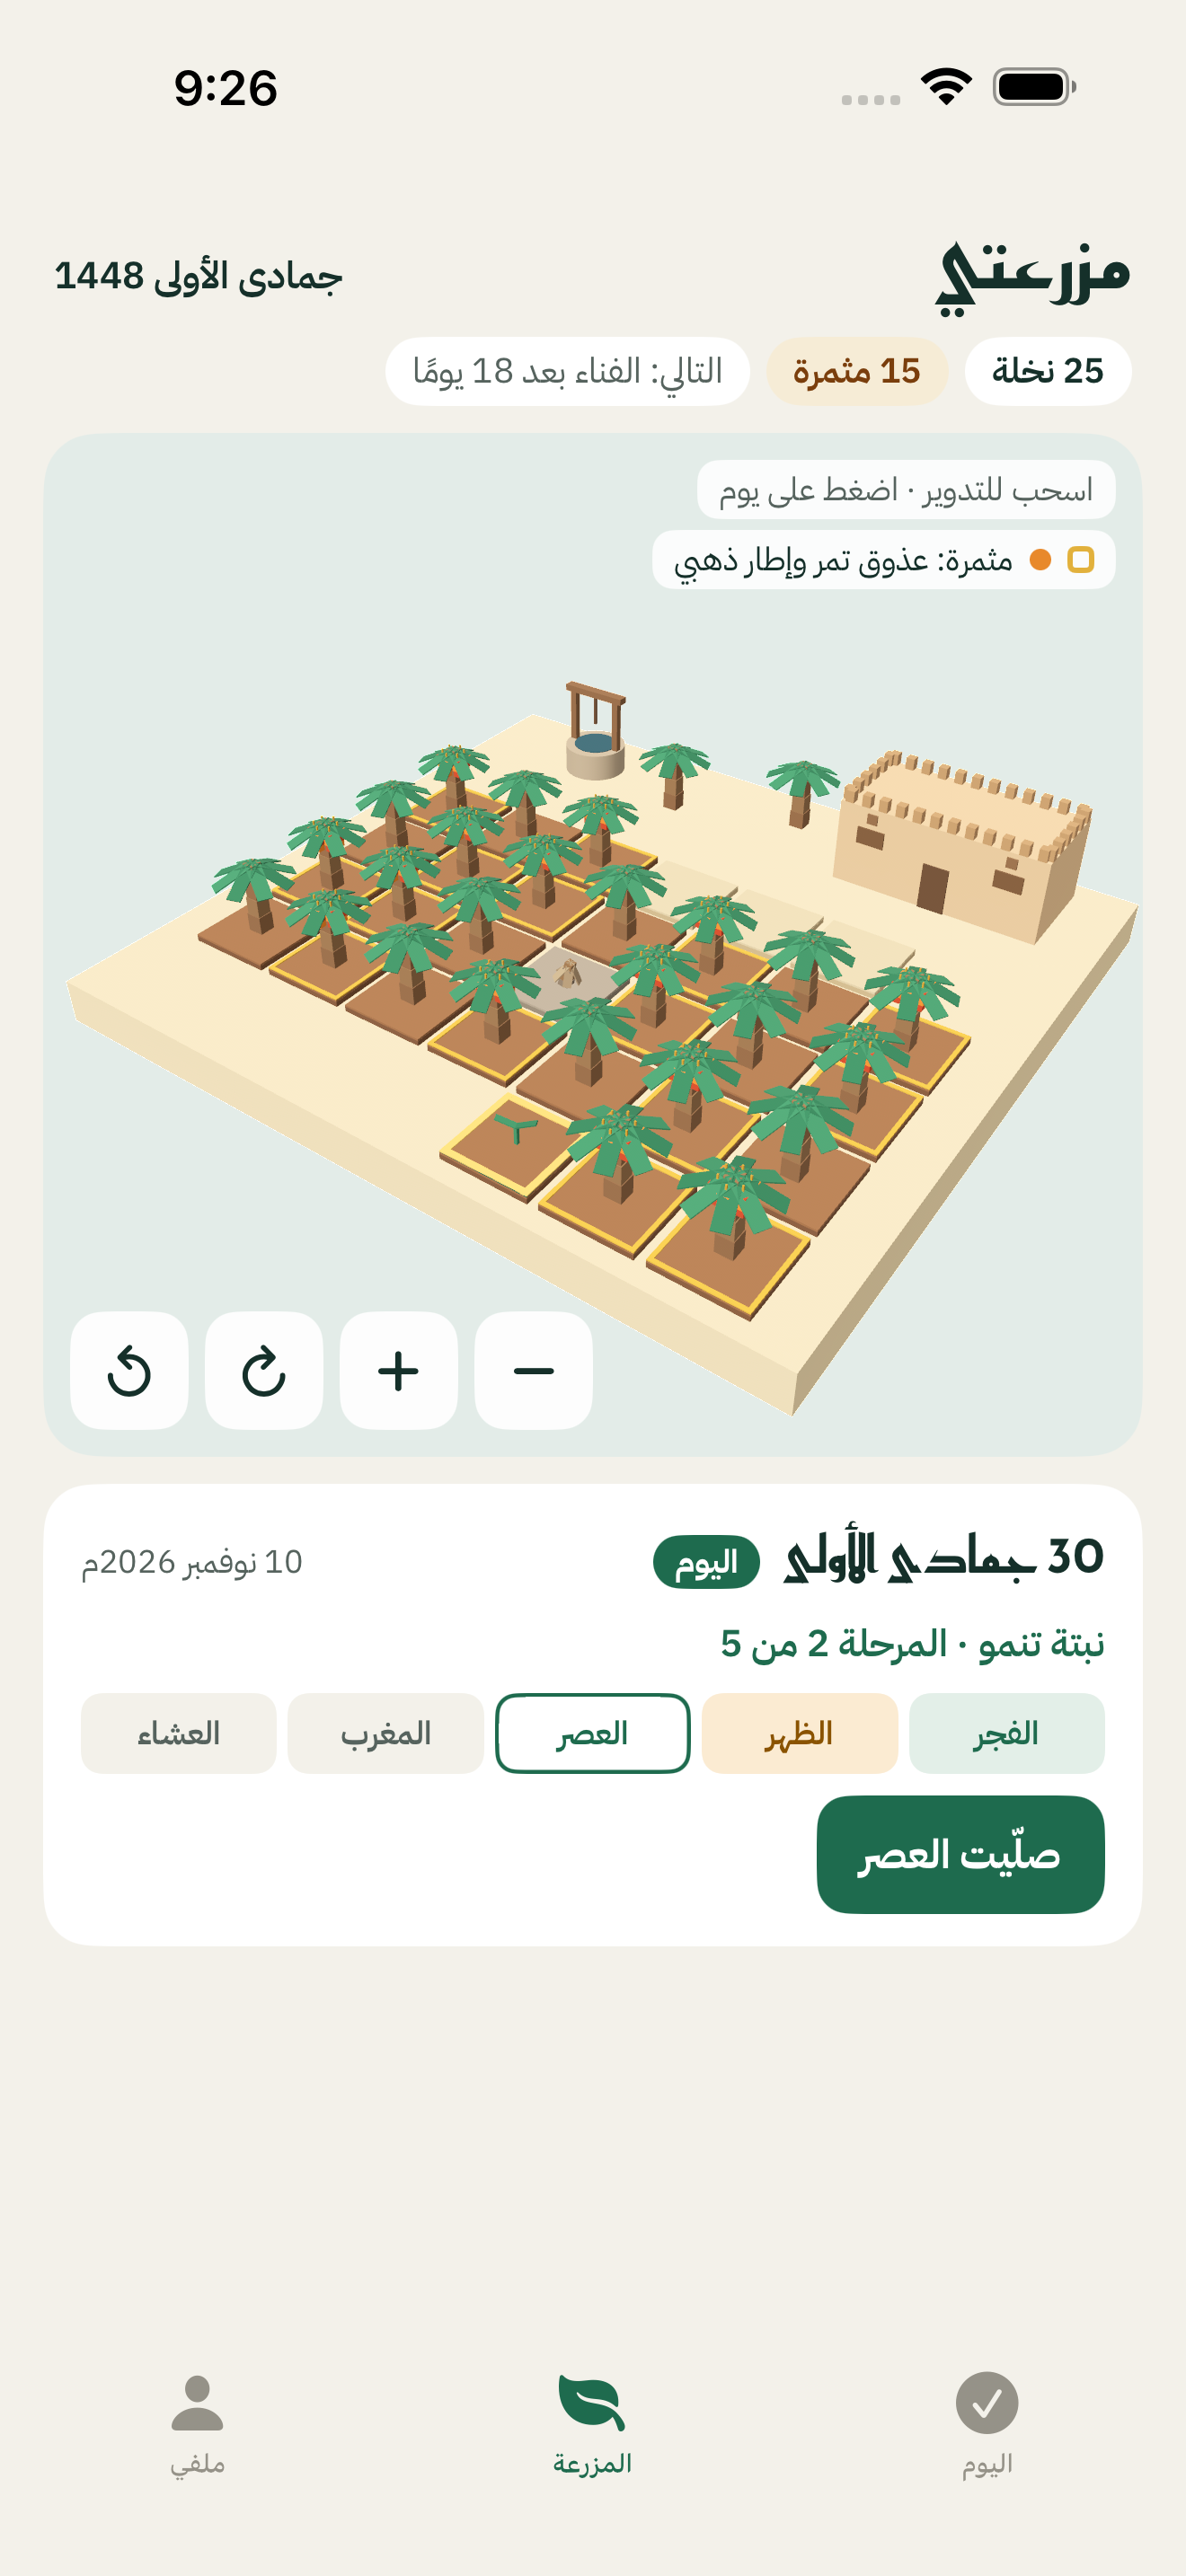 9:26
مزرعتي
جمادى الأولى 1448
25 نخلة
15 مثمرة
التالي: الفناء بعد 18 يومًا
اسحب للتدوير · اضغط على يوم
مثمرة: عذوق تمر وإطار ذهبي
30 جمادى الأولى
اليوم
10 نوفمبر 2026م
نبتة تنمو · المرحلة 2 من 5
الفجر
الظهر
العصر
المغرب
العشاء
صلّيت العصر
اليوم
المزرعة
ملفي